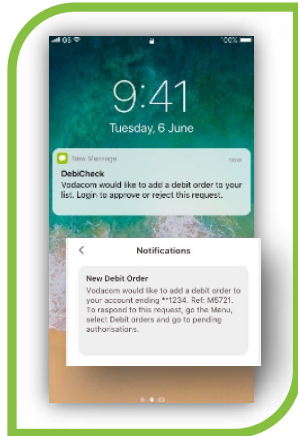 100%
9:41
Tuesday, 6 June
New Message
now
DebiCheck
Vodacom would like to add a debit order to your
list. Login to approve or reject this request.
Notifications
New Debit Order
Vodacom would like to add a debit order to
your account ending **1234. Ref: M5721.
To respond to this request, go the Menu,
select Debit orders and go to pending
authorisations.